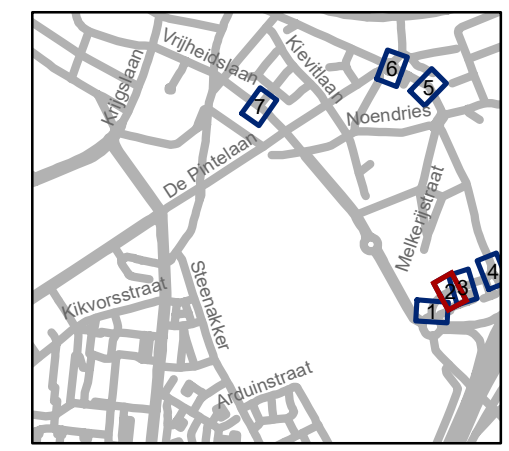 Vrijheidslaan
Kievitlaan
Krijgslaan
6
5
7
Noendries
De Pintelaan
Melkerijstraat
4
2
3
1
Steenakker
Kikvorsstraat
Arduinstraat